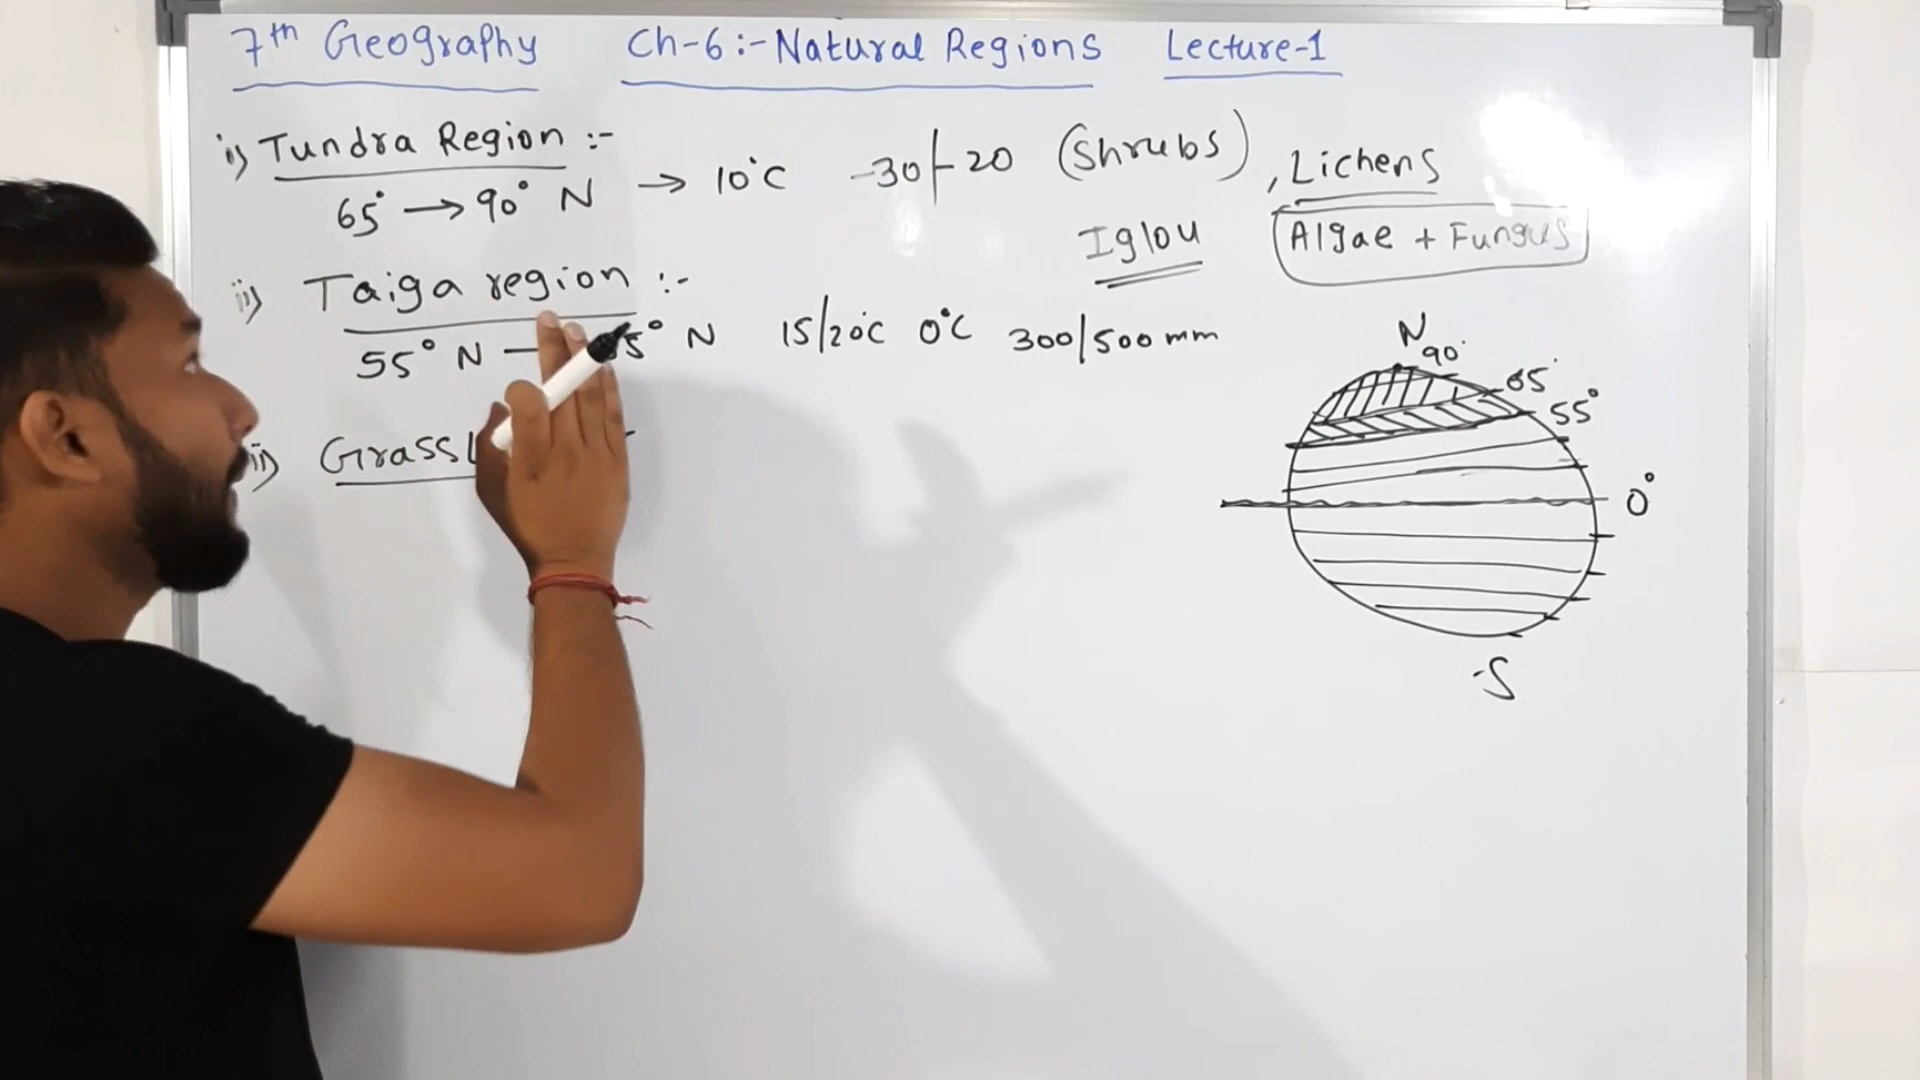 7th Geography Ch-6:- Natural Regions Lecture-1
i) Tundra Region :-
65° → 90° N → 10°C -30/-20 (Shrubs) , Lichens
Iglou Algae + Fungus
ii) Taiga region :-
55° N — 65° N 15/20°C 0°C 300/500 mm
N
90°
65°
55°
0°
S